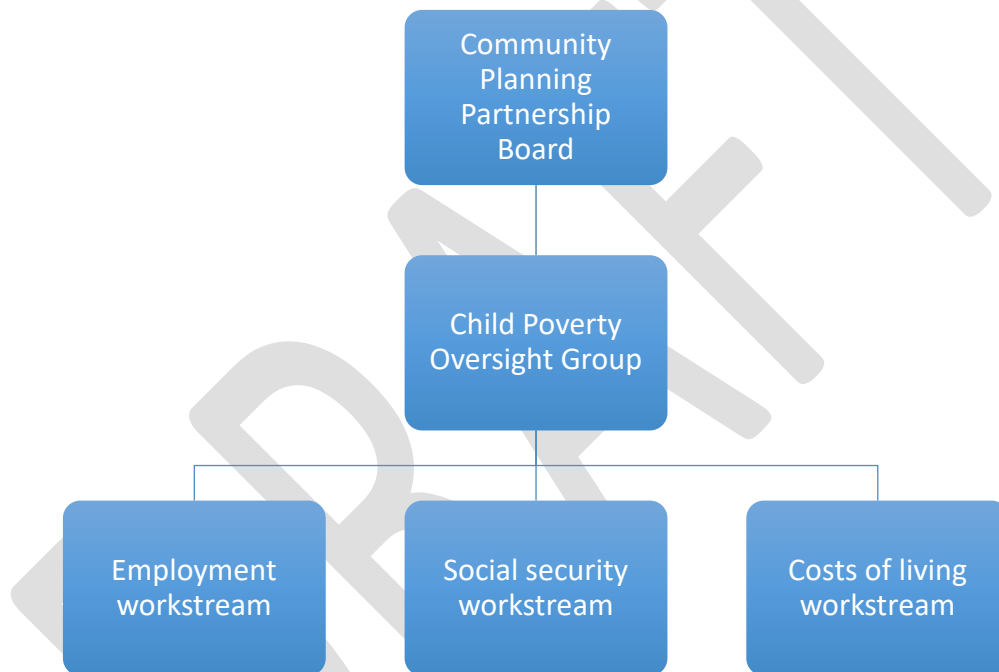 Community
Planning
Partnership
Board
Child Poverty
Oversight Group
Employment
workstream
Social security
workstream
Costs of living
workstream
DRAFT